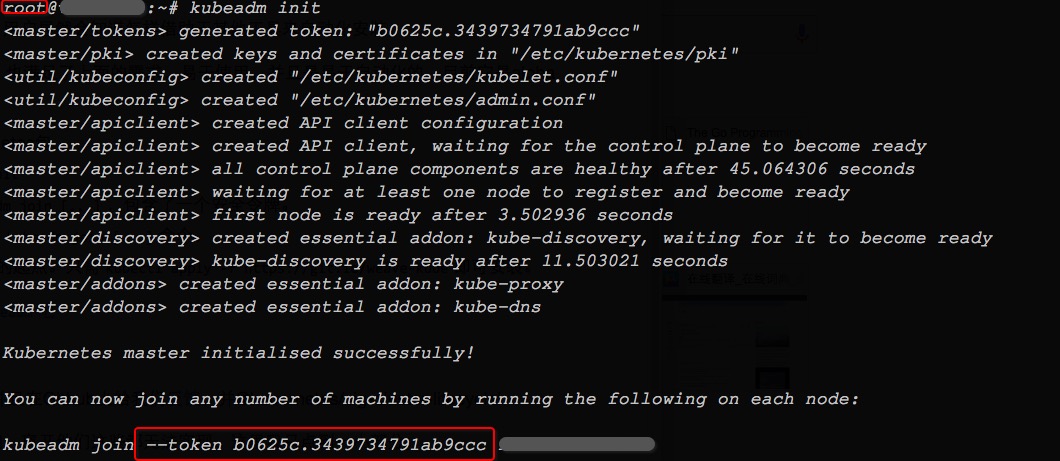 root@ :~# kubeadm init
<master/tokens> generated token: "b0625c.3439734791ab9ccc"
<master/pki> created keys and certificates in "/etc/kubernetes/pki"
<util/kubeconfig> created "/etc/kubernetes/kubelet.conf"
<util/kubeconfig> created "/etc/kubernetes/admin.conf"
<master/apiclient> created API client configuration
<master/apiclient> created API client, waiting for the control plane to become ready
<master/apiclient> all control plane components are healthy after 45.064306 seconds
<master/apiclient> waiting for at least one node to register and become ready
<master/apiclient> first node is ready after 3.502936 seconds
<master/discovery> created essential addon: kube-discovery, waiting for it to become ready
<master/discovery> kube-discovery is ready after 11.503021 seconds
<master/addons> created essential addon: kube-proxy
<master/addons> created essential addon: kube-dns
Kubernetes master initialised successfully!
You can now join any number of machines by running the following on each node:
kubeadm join --token b0625c.3439734791ab9ccc